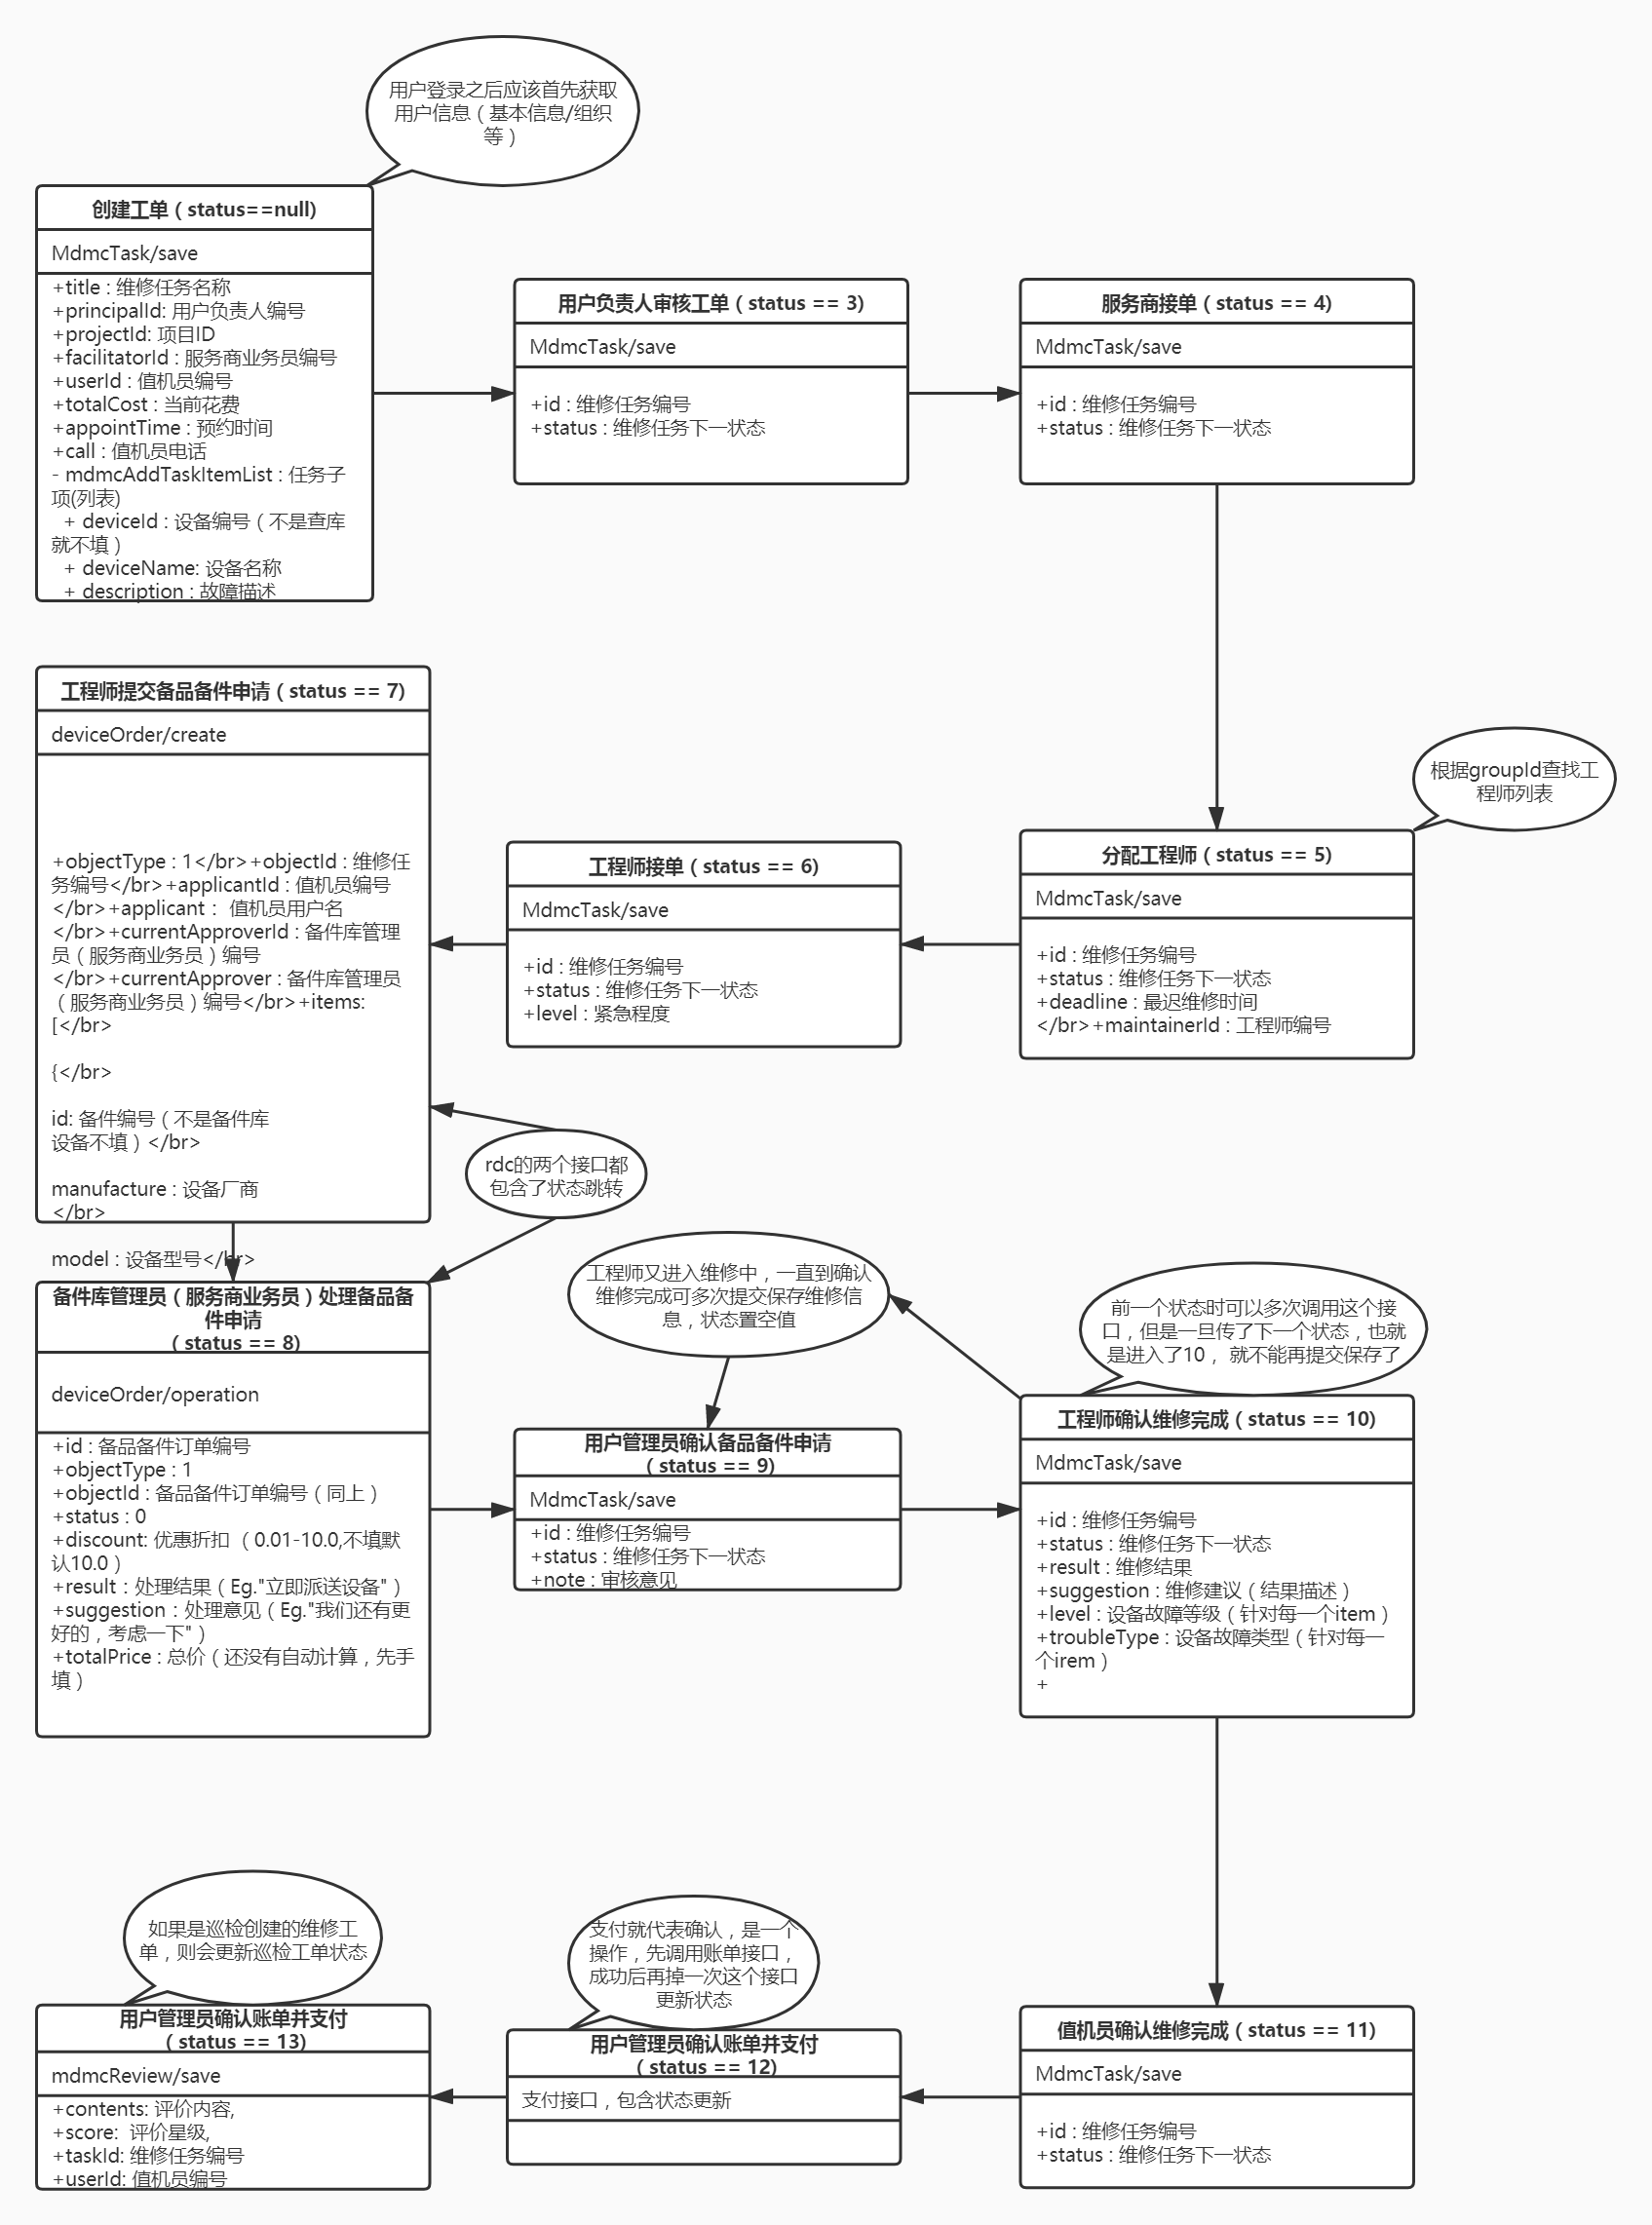 用户登录之后应该首先获取
用户信息（基本信息/组织
等）
创建工单（status==null)
MdmcTask/save
+title : 维修任务名称
+principalId: 用户负责人编号
+projectId: 项目ID
+facilitatorId : 服务商业务员编号
+userId : 值机员编号
+totalCost : 当前花费
+appointTime : 预约时间
+call : 值机员电话
- mdmcAddTaskItemList : 任务子
项(列表)
+ deviceId : 设备编号（不是查库
就不填）
+ deviceName: 设备名称
+ description : 故障描述
用户负责人审核工单（status == 3)
MdmcTask/save
+id : 维修任务编号
+status : 维修任务下一状态
服务商接单（status == 4)
MdmcTask/save
+id : 维修任务编号
+status : 维修任务下一状态
根据groupId查找工
程师列表
分配工程师（status == 5)
MdmcTask/save
+id : 维修任务编号
+status : 维修任务下一状态
+deadline : 最迟维修时间
</br>+maintainerId : 工程师编号
工程师接单（status == 6)
MdmcTask/save
+id : 维修任务编号
+status : 维修任务下一状态
+level : 紧急程度
工程师提交备品备件申请（status == 7)
deviceOrder/create
+objectType : 1</br>+objectId : 维修任
务编号</br>+applicantId : 值机员编号
</br>+applicant： 值机员用户名
</br>+currentApproverId : 备件库管理
员（服务商业务员）编号
</br>+currentApprover : 备件库管理员
（服务商业务员）编号</br>+items:
[</br>
{</br>
id: 备件编号（不是备件库
设备不填）</br>
manufacture : 设备厂商
</br>
model : 设备型号</br>
rdc的两个接口都
包含了状态跳转
备件库管理员（服务商业务员）处理备品备
件申请
（status == 8)
deviceOrder/operation
+id : 备品备件订单编号
+objectType : 1
+objectId : 备品备件订单编号（同上）
+status : 0
+discount: 优惠折扣 （0.01-10.0,不填默
认10.0）
+result : 处理结果（Eg."立即派送设备"）
+suggestion : 处理意见（Eg."我们还有更
好的，考虑一下"）
+totalPrice : 总价（还没有自动计算，先手
填）
工程师又进入维修中，一直到确认
维修完成可多次提交保存维修信
息，状态置空值
用户管理员确认备品备件申请
（status == 9)
MdmcTask/save
+id : 维修任务编号
+status : 维修任务下一状态
+note : 审核意见
前一个状态时可以多次调用这个接
口，但是一旦传了下一个状态，也就
是进入了10， 就不能再提交保存了
工程师确认维修完成（status == 10)
MdmcTask/save
+id : 维修任务编号
+status : 维修任务下一状态
+result : 维修结果
+suggestion : 维修建议（结果描述）
+level : 设备故障等级（针对每一个item）
+troubleType : 设备故障类型（针对每一
个irem）
+
值机员确认维修完成（status == 11)
MdmcTask/save
+id : 维修任务编号
+status : 维修任务下一状态
支付就代表确认，是一个
操作，先调用账单接口，
成功后再掉一次这个接口
更新状态
用户管理员确认账单并支付
（status == 12)
支付接口，包含状态更新
如果是巡检创建的维修工
单，则会更新巡检工单状态
用户管理员确认账单并支付
（status == 13)
mdmcReview/save
+contents: 评价内容,
+score:  评价星级,
+taskId: 维修任务编号
+userId: 值机员编号